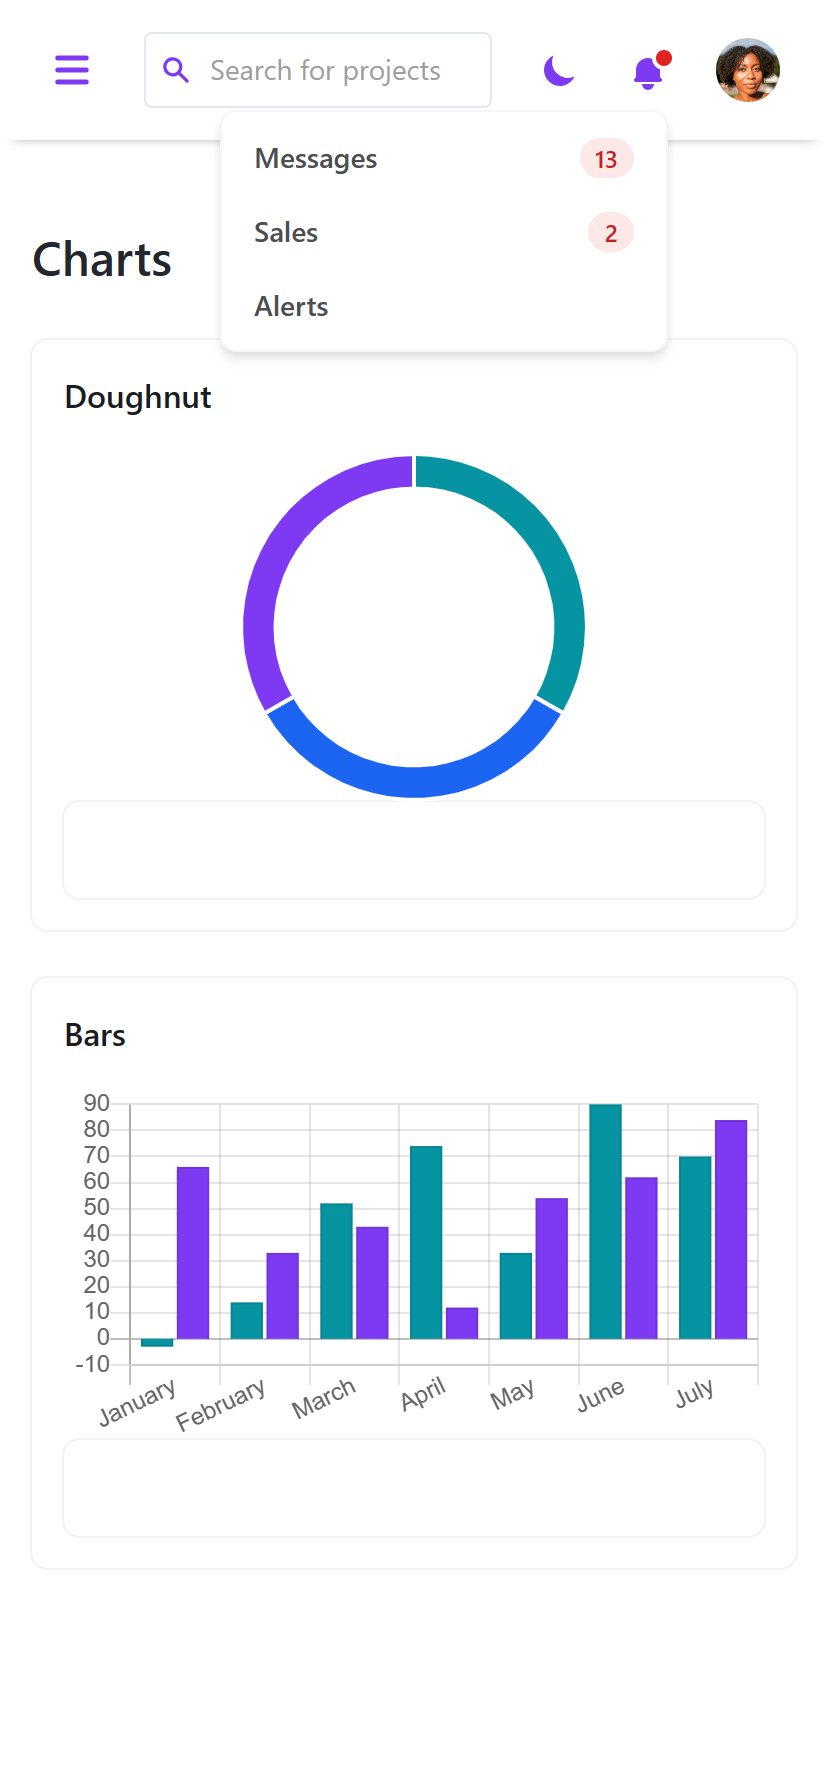 Search for projects
Messages 13
Sales 2
Alerts
Charts
Doughnut
Bars
90
80
70
60
50
40
30
20
10
0
-10
January February March April May June July